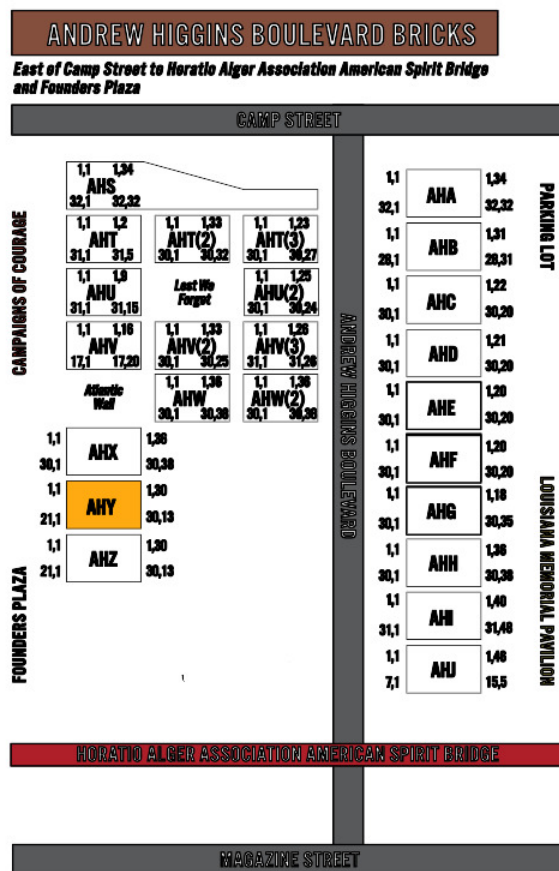 ANDREW HIGGINS BOULEVARD BRICKS
East of Camp Street to Horatio Alger Association American Spirit Bridge
and Founders Plaza
CAMP STREET
CAMPAIGNS OF COURAGE
FOUNDERS PLAZA
1,1 1,34
AHS
32,1 32,32
1,1 1,2
AHT
31,1 31,5
1,1 1,33
AHT(2)
30,1 30,32
1,1 1,23
AHT(3)
30,1 30,27
1,1 1,9
AHU
31,1 31,15
Lest We
Forget
1,1 1,25
AHU(2)
30,1 30,24
1,1 1,16
AHV
17,1 17,20
1,1 1,33
AHV(2)
30,1 30,25
1,1 1,26
AHV(3)
31,1 31,26
Atlantic
Wall
1,1 1,36
AHW
30,1 30,38
1,1 1,36
AHW(2)
30,1 38,38
1,1 1,36
AHX
30,1 30,38
1,1 1,30
AHY
21,1 30,13
1,1 1,30
AHZ
21,1 30,13
ANDREW HIGGINS BOULEVARD
1,1 1,34
AHA
32,1 32,32
1,1 1,31
AHB
28,1 28,31
1,1 1,22
AHC
30,1 30,20
1,1 1,21
AHD
30,1 30,20
1,1 1,20
AHE
30,1 30,20
1,1 1,20
AHF
30,1 30,20
1,1 1,18
AHG
30,1 30,35
1,1 1,36
AHH
30,1 30,38
1,1 1,40
AHI
31,1 31,48
1,1 1,46
AHJ
7,1 15,5
PARKING LOT
LOUISIANA MEMORIAL PAVILION
HORATIO ALGER ASSOCIATION AMERICAN SPIRIT BRIDGE
MAGAZINE STREET